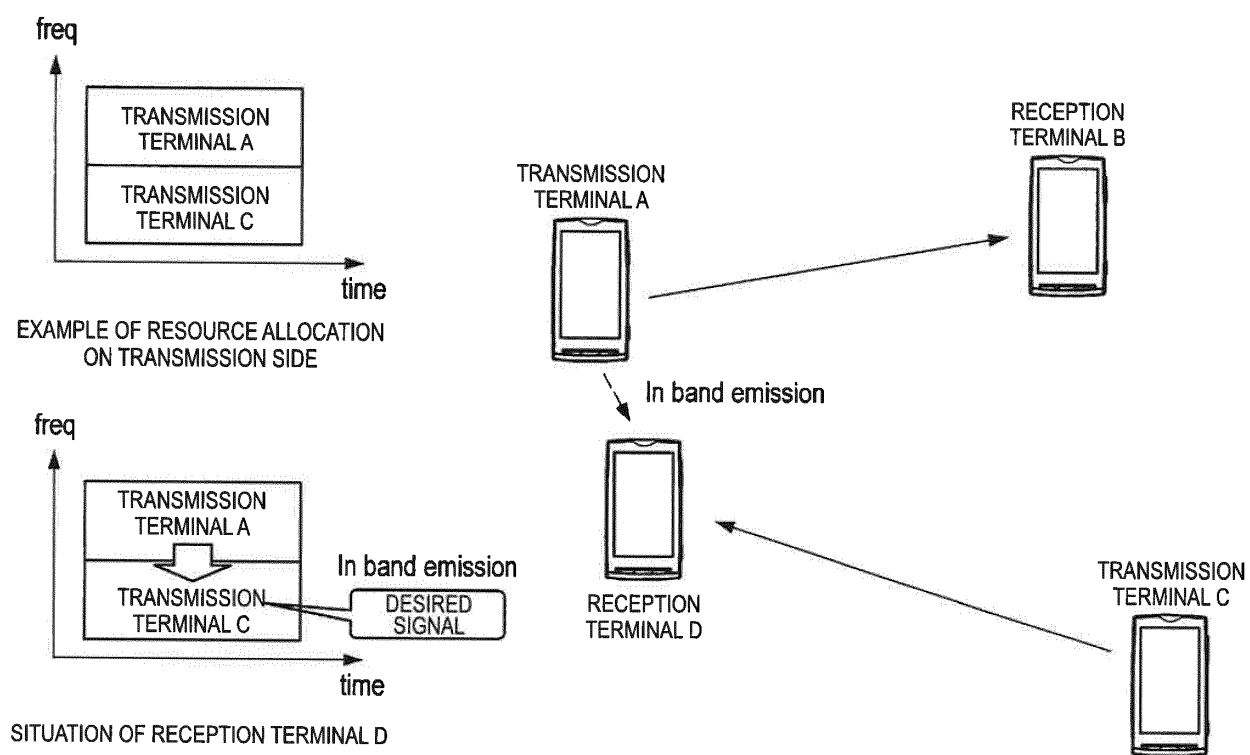 freq
TRANSMISSION
TERMINAL A
TRANSMISSION
TERMINAL C
time
EXAMPLE OF RESOURCE ALLOCATION
ON TRANSMISSION SIDE
TRANSMISSION
TERMINAL A
RECEPTION
TERMINAL B
In band emission
freq
TRANSMISSION
TERMINAL A
TRANSMISSION
TERMINAL C
In band emission
DESIRED
SIGNAL
time
SITUATION OF RECEPTION TERMINAL D
RECEPTION
TERMINAL D
TRANSMISSION
TERMINAL C